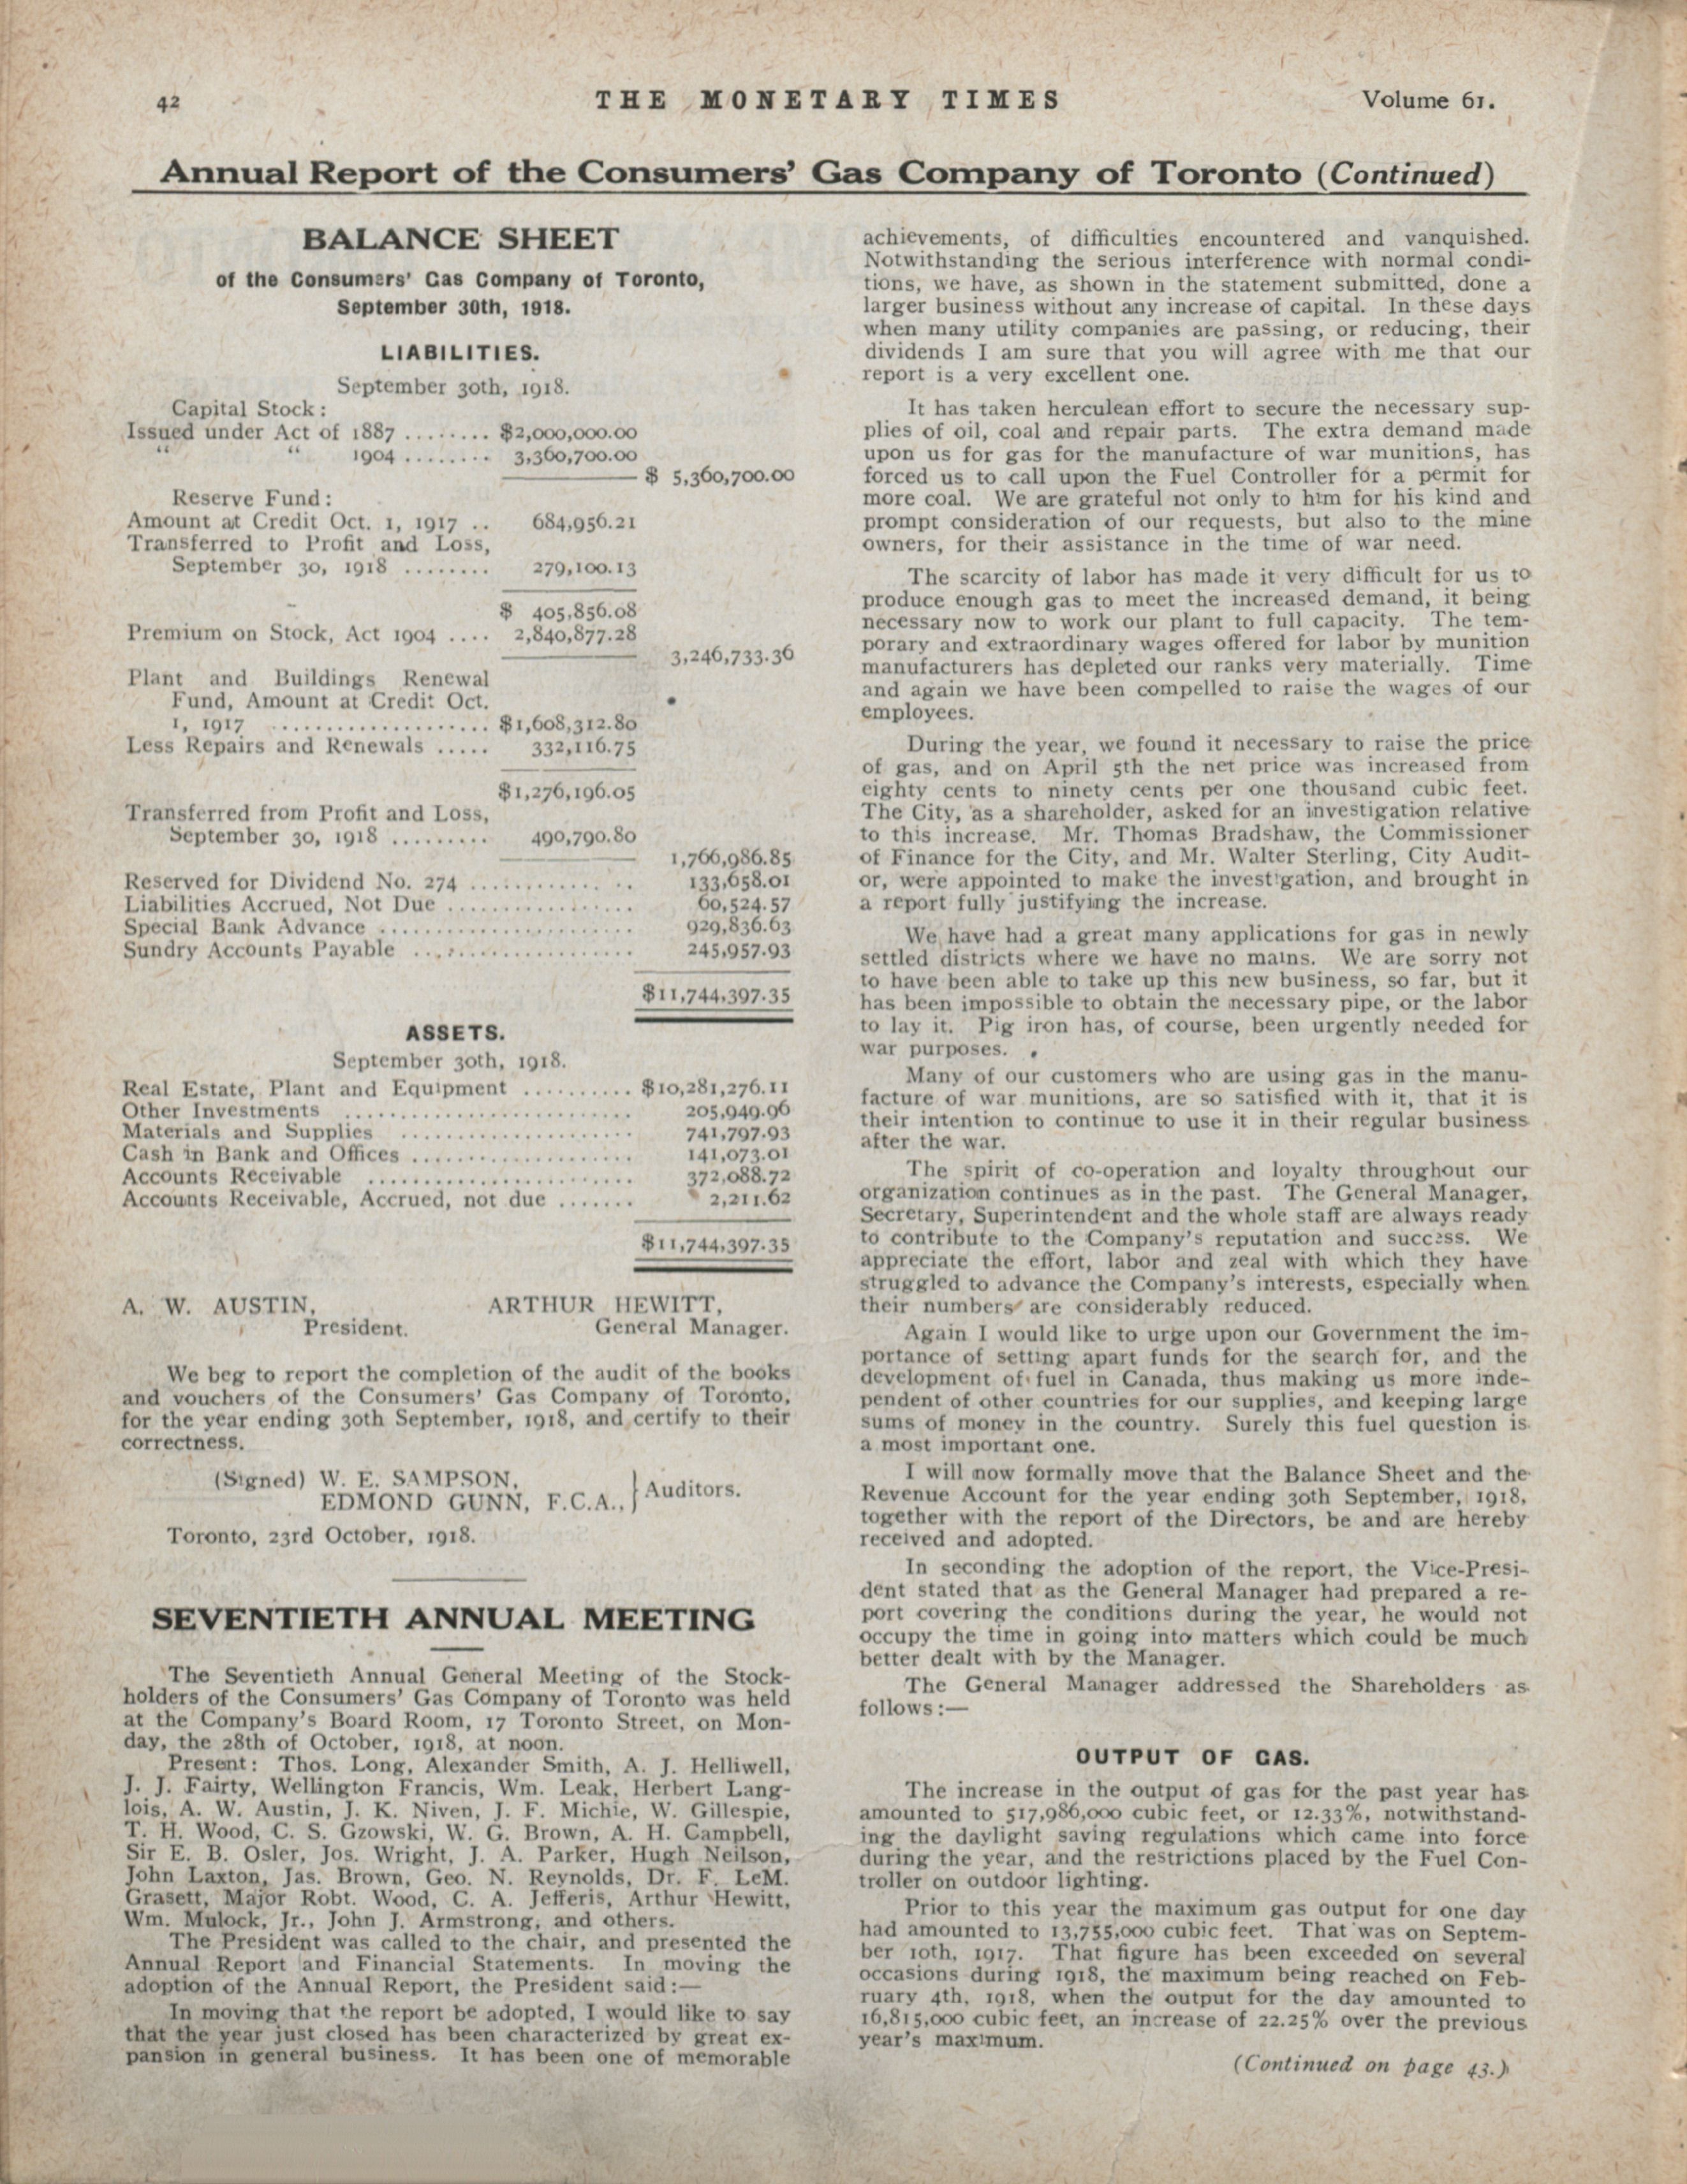 42
THE MONETARY TIMES
Volume 61.
Annual Report of the Consumers' Gas Company of Toronto (Continued)
BALANCE SHEET
of the Consumers' Gas Company of Toronto,
September 30th, 1918.
LIABILITIES.
September 30th, 1918.
Capital Stock:
Issued under Act of 1887 ........ $2,000,000.00
" " 1904 ........ 3,360,700.00
$ 5,360,700.00
Reserve Fund:
Amount at Credit Oct. 1, 1917 .. 684,956.21
Transferred to Profit and Loss,
September 30, 1918 ........ 279,100.13
$ 405,856.08
Premium on Stock, Act 1904 .... 2,840,877.28
3,246,733.36
Plant and Buildings Renewal
Fund, Amount at Credit Oct.
1, 1917 ................... $1,608,312.80
Less Repairs and Renewals ..... 332,116.75
$1,276,196.05
Transferred from Profit and Loss,
September 30, 1918 ......... 490,790.80
1,766,986.85
Reserved for Dividend No. 274 ............... 133,658.01
Liabilities Accrued, Not Due ................. 60,524.57
Special Bank Advance ....................... 929,836.63
Sundry Accounts Payable .................... 245,957.93
$11,744,397.35
ASSETS.
September 30th, 1918.
Real Estate, Plant and Equipment .......... $10,281,276.11
Other Investments .......................... 205,949.96
Materials and Supplies ..................... 741,797.93
Cash in Bank and Offices .................... 141,073.01
Accounts Receivable ........................ 372,088.72
Accounts Receivable, Accrued, not due ....... 2,211.62
$11,744,397.35
A. W. AUSTIN,
President.
ARTHUR HEWITT,
General Manager.
We beg to report the completion of the audit of the books
and vouchers of the Consumers' Gas Company of Toronto,
for the year ending 30th September, 1918, and certify to their
correctness.
(Signed) W. E. SAMPSON,
EDMOND GUNN, F.C.A.,} Auditors.
Toronto, 23rd October, 1918.
SEVENTIETH ANNUAL MEETING
The Seventieth Annual General Meeting of the Stock-
holders of the Consumers' Gas Company of Toronto was held
at the Company's Board Room, 17 Toronto Street, on Mon-
day, the 28th of October, 1918, at noon.
Present: Thos. Long, Alexander Smith, A. J. Helliwell,
J. J. Fairty, Wellington Francis, Wm. Leak, Herbert Lang-
lois, A. W. Austin, J. K. Niven, J. F. Michie, W. Gillespie,
T. H. Wood, C. S. Gzowski, W. G. Brown, A. H. Campbell,
Sir E. B. Osler, Jos. Wright, J. A. Parker, Hugh Neilson,
John Laxton, Jas. Brown, Geo. N. Reynolds, Dr. F. LeM.
Grasett, Major Robt. Wood, C. A. Jefferis, Arthur Hewitt,
Wm. Mulock, Jr., John J. Armstrong, and others.
The President was called to the chair, and presented the
Annual Report and Financial Statements. In moving the
adoption of the Annual Report, the President said:—
In moving that the report be adopted, I would like to say
that the year just closed has been characterized by great ex-
pansion in general business. It has been one of memorable
achievements, of difficulties encountered and vanquished.
Notwithstanding the serious interference with normal condi-
tions, we have, as shown in the statement submitted, done a
larger business without any increase of capital. In these days
when many utility companies are passing, or reducing, their
dividends I am sure that you will agree with me that our
report is a very excellent one.
It has taken herculean effort to secure the necessary sup-
plies of oil, coal and repair parts. The extra demand made
upon us for gas for the manufacture of war munitions, has
forced us to call upon the Fuel Controller for a permit for
more coal. We are grateful not only to him for his kind and
prompt consideration of our requests, but also to the mine
owners, for their assistance in the time of war need.
The scarcity of labor has made it very difficult for us to
produce enough gas to meet the increased demand, it being
necessary now to work our plant to full capacity. The tem-
porary and extraordinary wages offered for labor by munition
manufacturers has depleted our ranks very materially. Time
and again we have been compelled to raise the wages of our
employees.
During the year, we found it necessary to raise the price
of gas, and on April 5th the net price was increased from
eighty cents to ninety cents per one thousand cubic feet.
The City, as a shareholder, asked for an investigation relative
to this increase. Mr. Thomas Bradshaw, the Commissioner
of Finance for the City, and Mr. Walter Sterling, City Audit-
or, were appointed to make the investigation, and brought in
a report fully justifying the increase.
We have had a great many applications for gas in newly
settled districts where we have no mains. We are sorry not
to have been able to take up this new business, so far, but it
has been impossible to obtain the necessary pipe, or the labor
to lay it. Pig iron has, of course, been urgently needed for
war purposes.
Many of our customers who are using gas in the manu-
facture of war munitions, are so satisfied with it, that it is
their intention to continue to use it in their regular business
after the war.
The spirit of co-operation and loyalty throughout our
organization continues as in the past. The General Manager,
Secretary, Superintendent and the whole staff are always ready
to contribute to the Company's reputation and success. We
appreciate the effort, labor and zeal with which they have
struggled to advance the Company's interests, especially when
their numbers are considerably reduced.
Again I would like to urge upon our Government the im-
portance of setting apart funds for the search for, and the
development of fuel in Canada, thus making us more inde-
pendent of other countries for our supplies, and keeping large
sums of money in the country. Surely this fuel question is
a most important one.
I will now formally move that the Balance Sheet and the
Revenue Account for the year ending 30th September, 1918,
together with the report of the Directors, be and are hereby
received and adopted.
In seconding the adoption of the report, the Vice-Presi-
dent stated that as the General Manager had prepared a re-
port covering the conditions during the year, he would not
occupy the time in going into matters which could be much
better dealt with by the Manager.
The General Manager addressed the Shareholders as
follows:—
OUTPUT OF GAS.
The increase in the output of gas for the past year has
amounted to 517,986,000 cubic feet, or 12.33%, notwithstand-
ing the daylight saving regulations which came into force
during the year, and the restrictions placed by the Fuel Con-
troller on outdoor lighting.
Prior to this year the maximum gas output for one day
had amounted to 13,755,000 cubic feet. That was on Septem-
ber 10th, 1917. That figure has been exceeded on several
occasions during 1918, the maximum being reached on Feb-
ruary 4th, 1918, when the output for the day amounted to
16,815,000 cubic feet, an increase of 22.25% over the previous
year's maximum.
(Continued on page 43.)